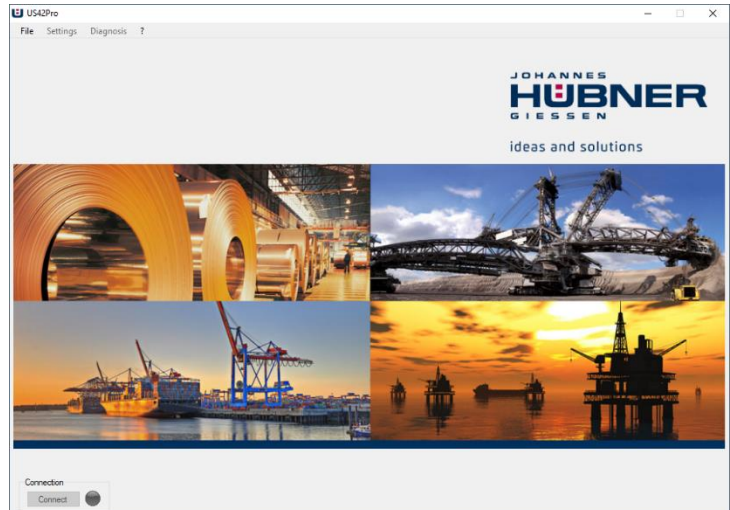 US42Pro
File Settings Diagnosis ?
JOHANNES
HÜBNER
GIESSEN
ideas and solutions
Connection
Connect